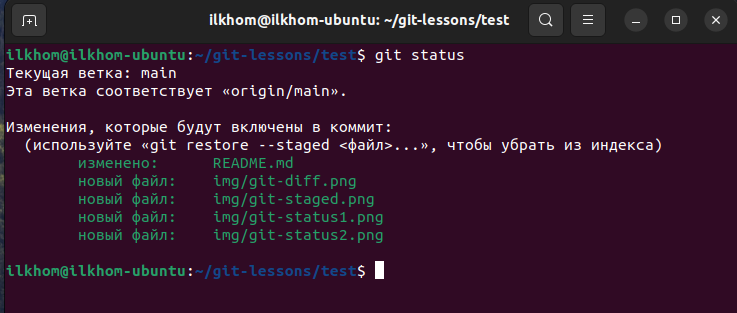 ilkhom@ilkhom-ubuntu: ~/git-lessons/test
ilkhom@ilkhom-ubuntu:~/git-lessons/test$ git status
Текущая ветка: main
Эта ветка соответствует «origin/main».
Изменения, которые будут включены в коммит:
(используйте «git restore --staged <файл>...», чтобы убрать из индекса)
изменено: README.md
новый файл: img/git-diff.png
новый файл: img/git-staged.png
новый файл: img/git-status1.png
новый файл: img/git-status2.png
ilkhom@ilkhom-ubuntu:~/git-lessons/test$